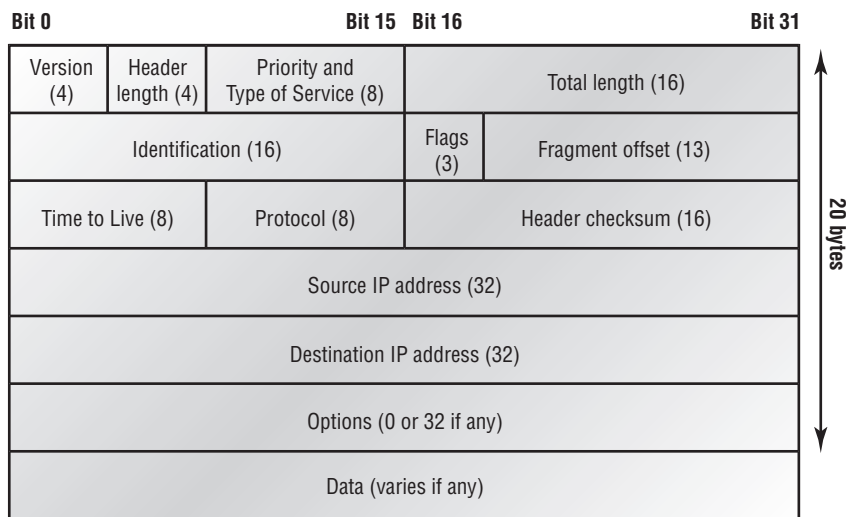 Bit 0 Bit 15 Bit 16 Bit 31
Version (4)
Header length (4)
Priority and Type of Service (8)
Total length (16)
Identification (16)
Flags (3)
Fragment offset (13)
Time to Live (8)
Protocol (8)
Header checksum (16)
Source IP address (32)
Destination IP address (32)
Options (0 or 32 if any)
Data (varies if any)
20 bytes